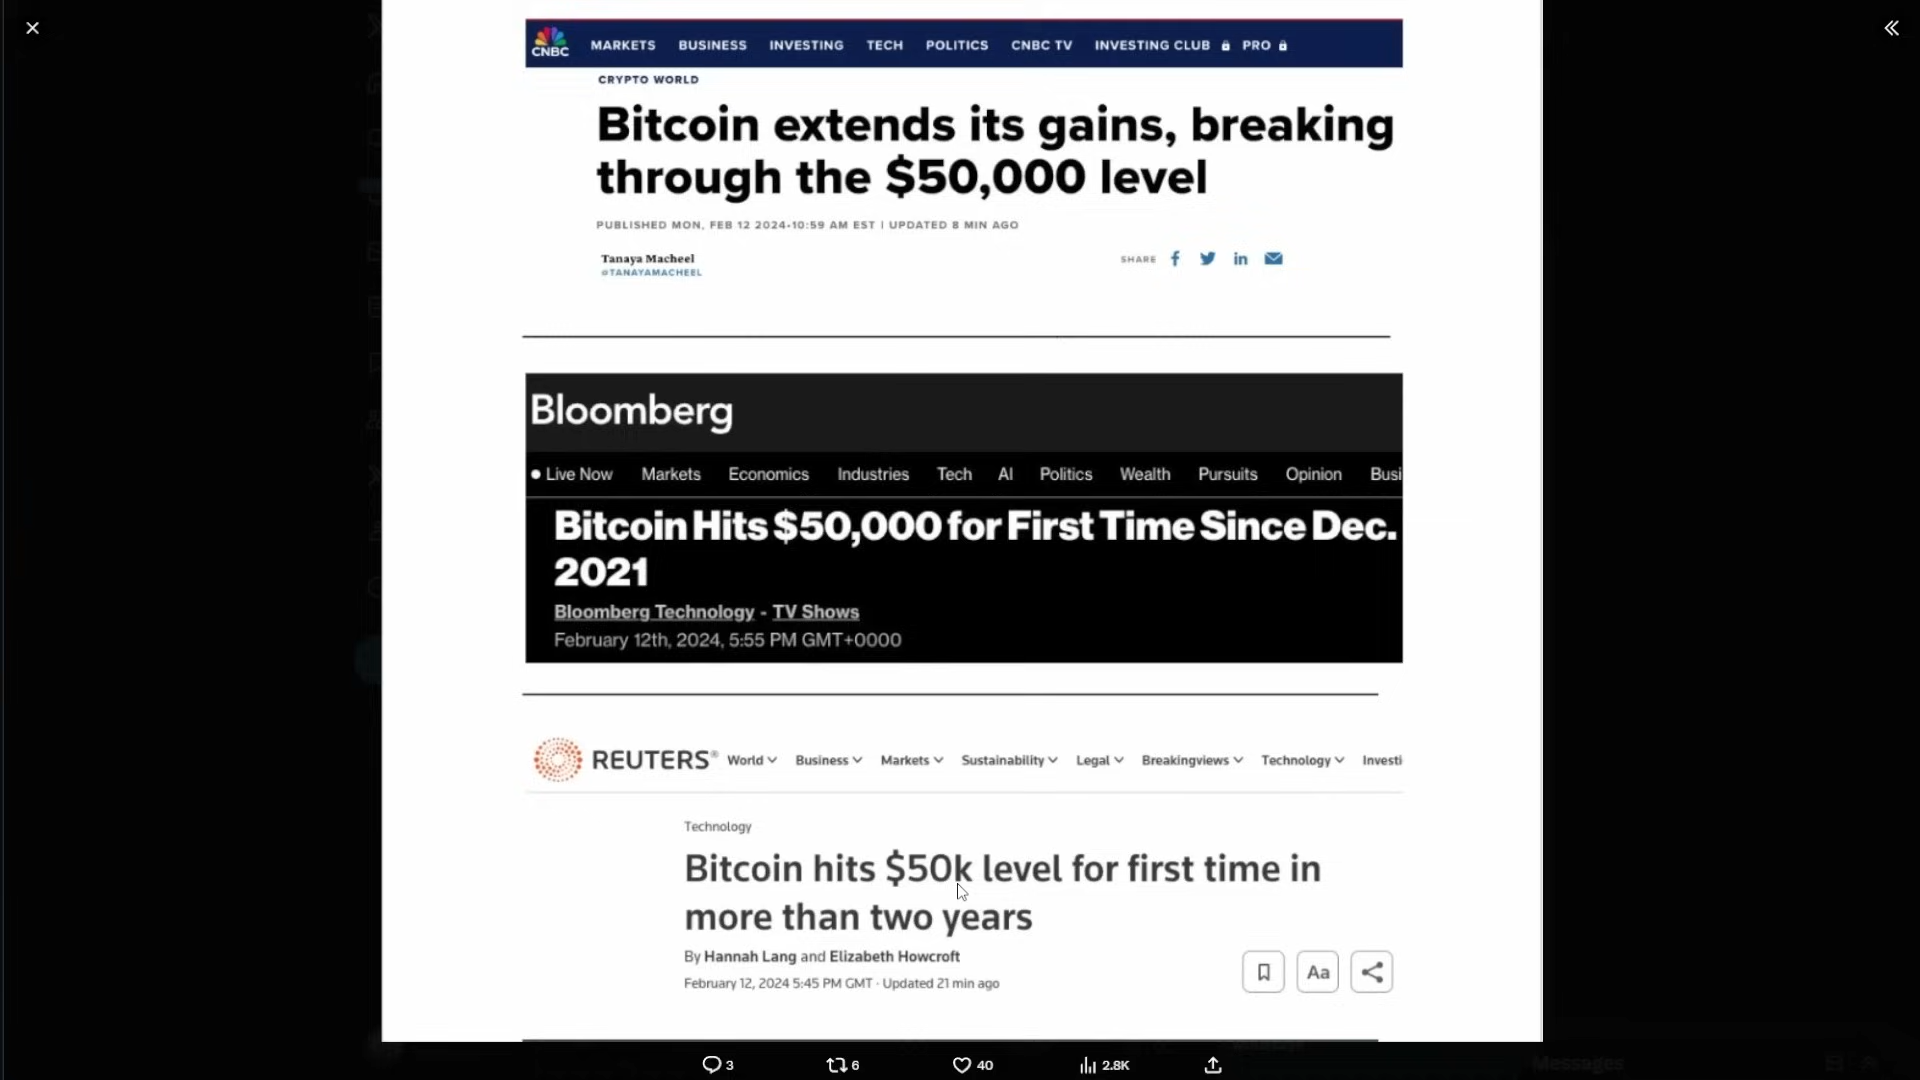 CNBC MARKETS BUSINESS INVESTING TECH POLITICS CNBC TV INVESTING CLUB PRO
CRYPTO WORLD
Bitcoin extends its gains, breaking
through the $50,000 level
PUBLISHED MON, FEB 12 2024•10:59 AM EST | UPDATED 8 MIN AGO
Tanaya Macheel
@TANAYAMACHEEL
SHARE
Bloomberg
Live Now Markets Economics Industries Tech AI Politics Wealth Pursuits Opinion Busi
Bitcoin Hits $50,000 for First Time Since Dec.
2021
Bloomberg Technology - TV Shows
February 12th, 2024, 5:55 PM GMT+0000
REUTERS® World Business Markets Sustainability Legal Breakingviews Technology Investi
Technology
Bitcoin hits $50k level for first time in
more than two years
By Hannah Lang and Elizabeth Howcroft
February 12, 2024 5:45 PM GMT · Updated 21 min ago
Aa
3 6 40 2.8K
Messages